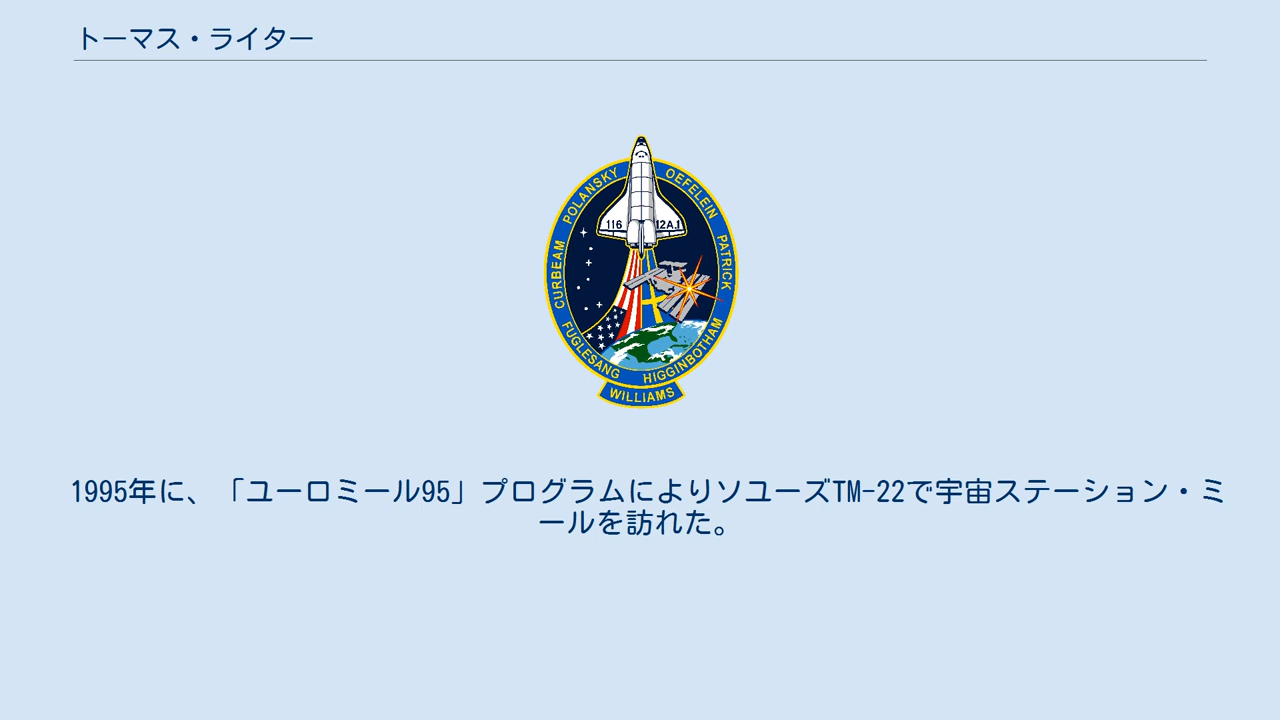 トーマス・ライター
POLANSKY
OEFELEIN
CURBEAM
PATRICK
116
12A.1
FUGLESANG
HIGGINBOTHAM
WILLIAMS
1995年に、「ユーロミール95」プログラムによりソユーズTM-22で宇宙ステーション・ミ
ールを訪れた。